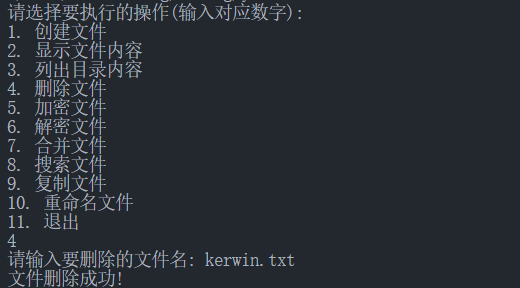 请选择要执行的操作(输入对应数字):
1. 创建文件
2. 显示文件内容
3. 列出目录内容
4. 删除文件
5. 加密文件
6. 解密文件
7. 合并文件
8. 搜索文件
9. 复制文件
10. 重命名文件
11. 退出
4
请输入要删除的文件名: kerwin.txt
文件删除成功!